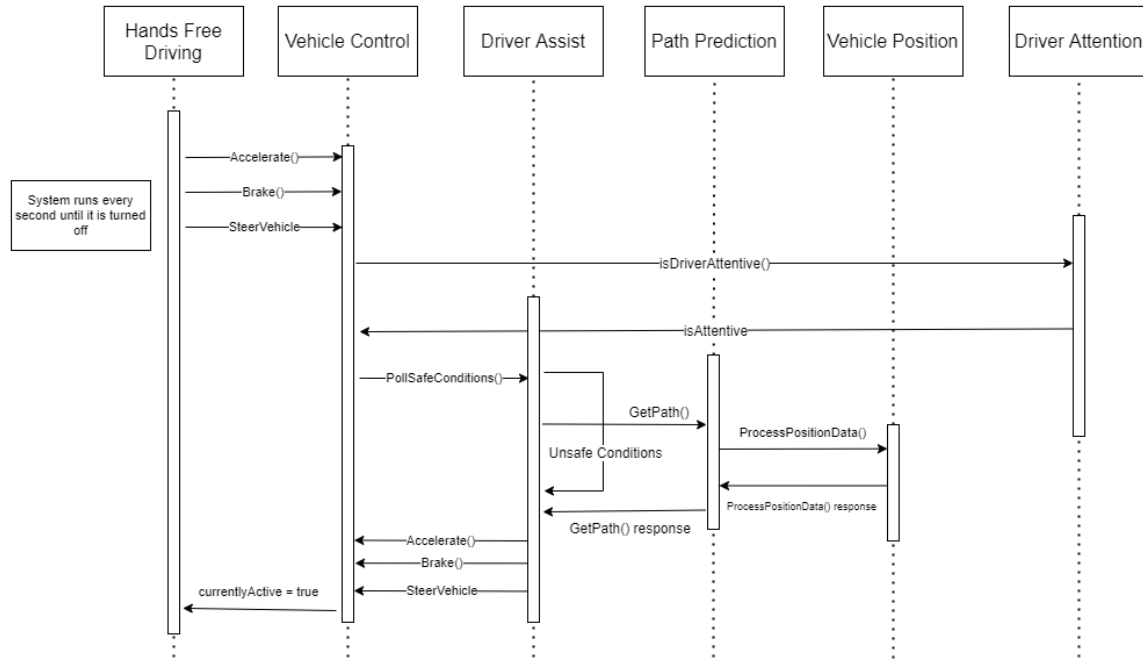 Hands Free
Driving
Vehicle Control
Driver Assist
Path Prediction
Vehicle Position
Driver Attention
Accelerate()
Brake()
SteerVehicle
System runs every
second until it is turned
off
isDriverAttentive()
isAttentive
PollSafeConditions()
GetPath()
ProcessPositionData()
Unsafe Conditions
ProcessPositionData() response
GetPath() response
Accelerate()
Brake()
SteerVehicle
currentlyActive = true